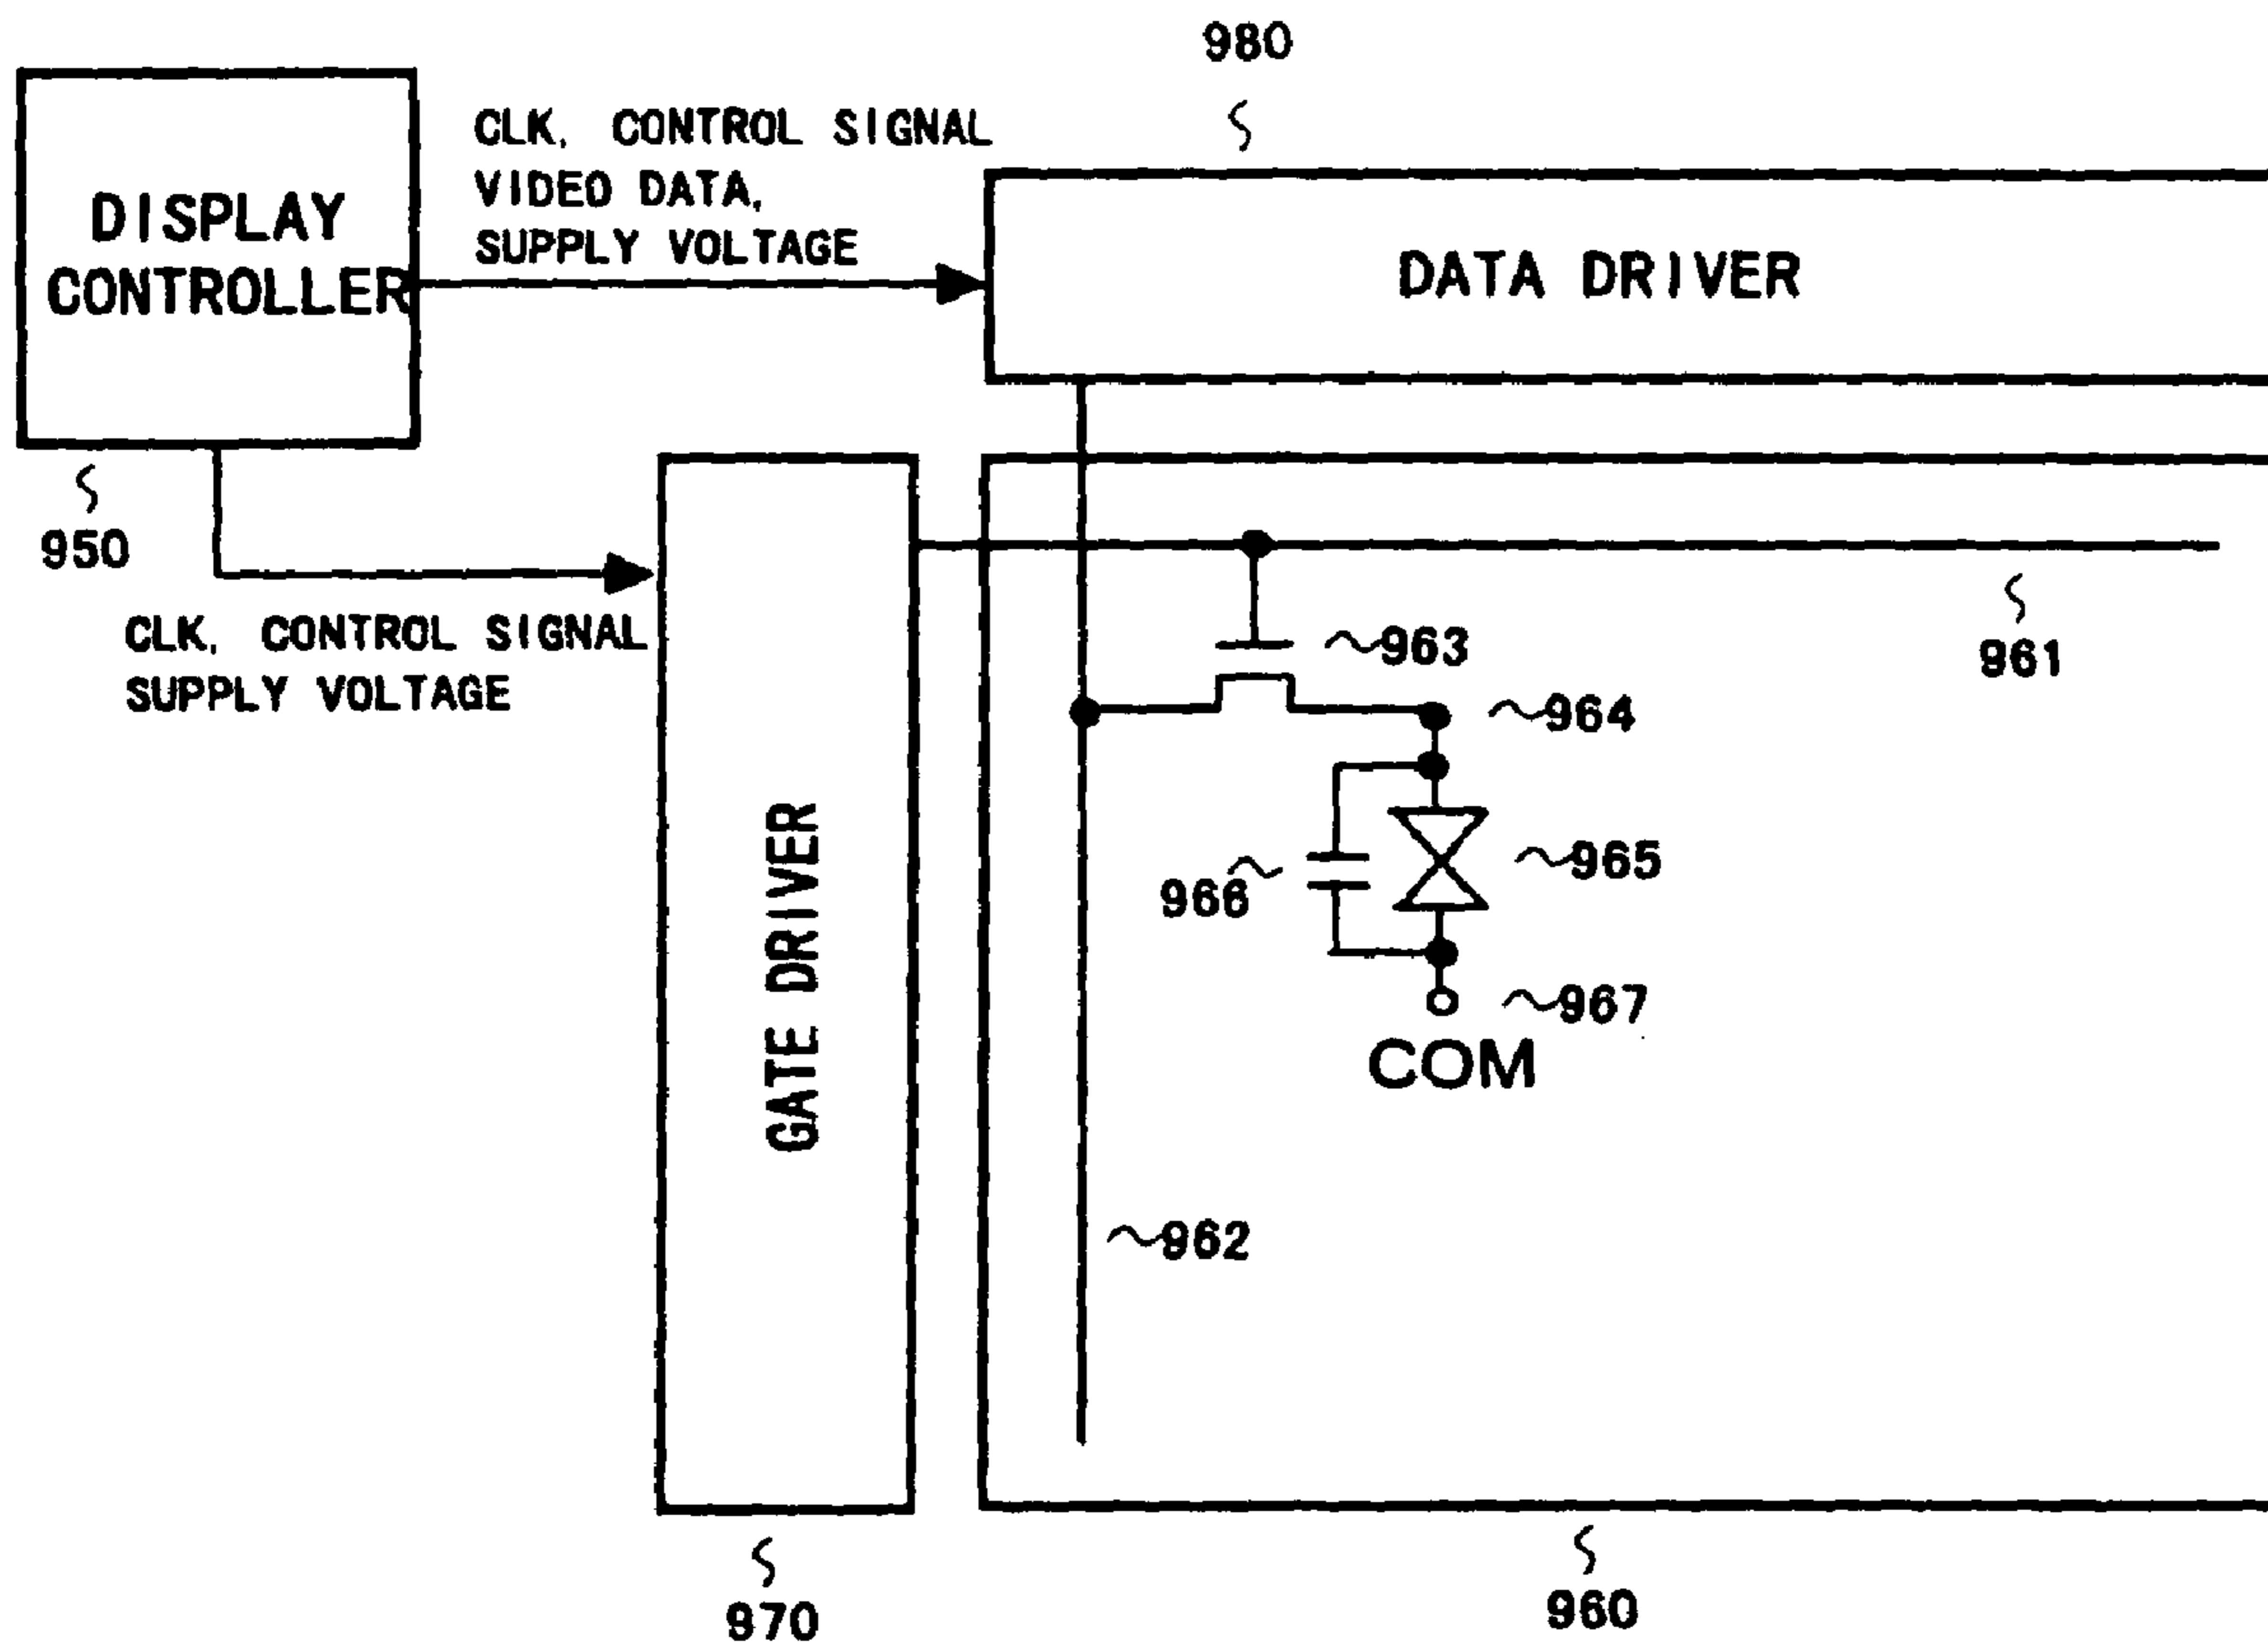 980
CLK, CONTROL SIGNAL
VIDEO DATA,
SUPPLY VOLTAGE
DISPLAY
CONTROLLER
DATA DRIVER
950
CLK, CONTROL SIGNAL
SUPPLY VOLTAGE
963
961
964
GATE DRIVER
965
966
967
COM
962
970
960